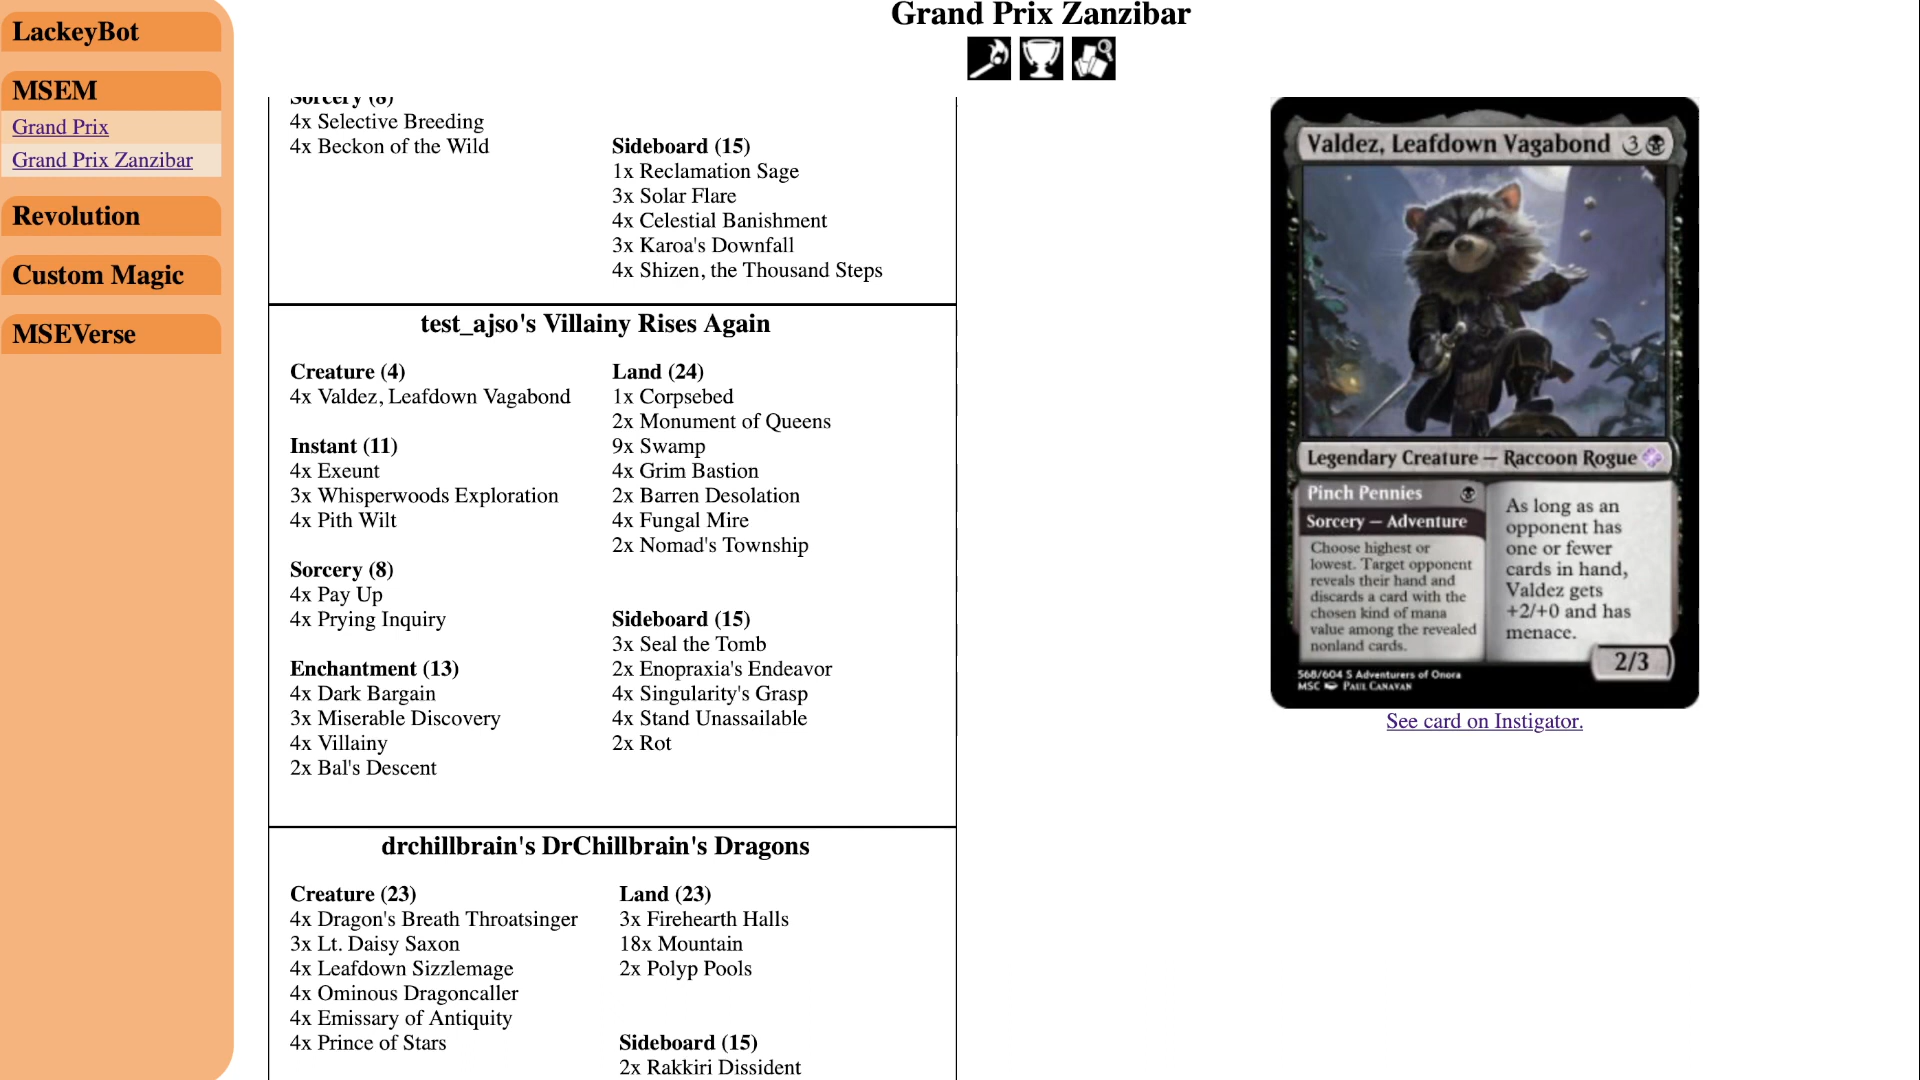 LackeyBot
MSEM
Grand Prix
Grand Prix Zanzibar
Revolution
Custom Magic
MSEVerse
Grand Prix Zanzibar
Sorcery (8)
4x Selective Breeding
4x Beckon of the Wild
Sideboard (15)
1x Reclamation Sage
3x Solar Flare
4x Celestial Banishment
3x Karoa's Downfall
4x Shizen, the Thousand Steps
test_ajso's Villainy Rises Again
Creature (4)
4x Valdez, Leafdown Vagabond
Instant (11)
4x Exeunt
3x Whisperwoods Exploration
4x Pith Wilt
Sorcery (8)
4x Pay Up
4x Prying Inquiry
Enchantment (13)
4x Dark Bargain
3x Miserable Discovery
4x Villainy
2x Bal's Descent
Land (24)
1x Corpsebed
2x Monument of Queens
9x Swamp
4x Grim Bastion
2x Barren Desolation
4x Fungal Mire
2x Nomad's Township
Sideboard (15)
3x Seal the Tomb
2x Enopraxia's Endeavor
4x Singularity's Grasp
4x Stand Unassailable
2x Rot
drchillbrain's DrChillbrain's Dragons
Creature (23)
4x Dragon's Breath Throatsinger
3x Lt. Daisy Saxon
4x Leafdown Sizzlemage
4x Ominous Dragoncaller
4x Emissary of Antiquity
4x Prince of Stars
Land (23)
3x Firehearth Halls
18x Mountain
2x Polyp Pools
Sideboard (15)
2x Rakkiri Dissident
Valdez, Leafdown Vagabond 3
Legendary Creature — Raccoon Rogue
Pinch Pennies
Sorcery — Adventure
Choose highest or
lowest. Target opponent
reveals their hand and
discards a card with the
chosen kind of mana
value among the revealed
nonland cards.
As long as an
opponent has
one or fewer
cards in hand,
Valdez gets
+2/+0 and has
menace.
2/3
568/604 S Adventurers of Onora
MSC Paul Canavan
See card on Instigator.